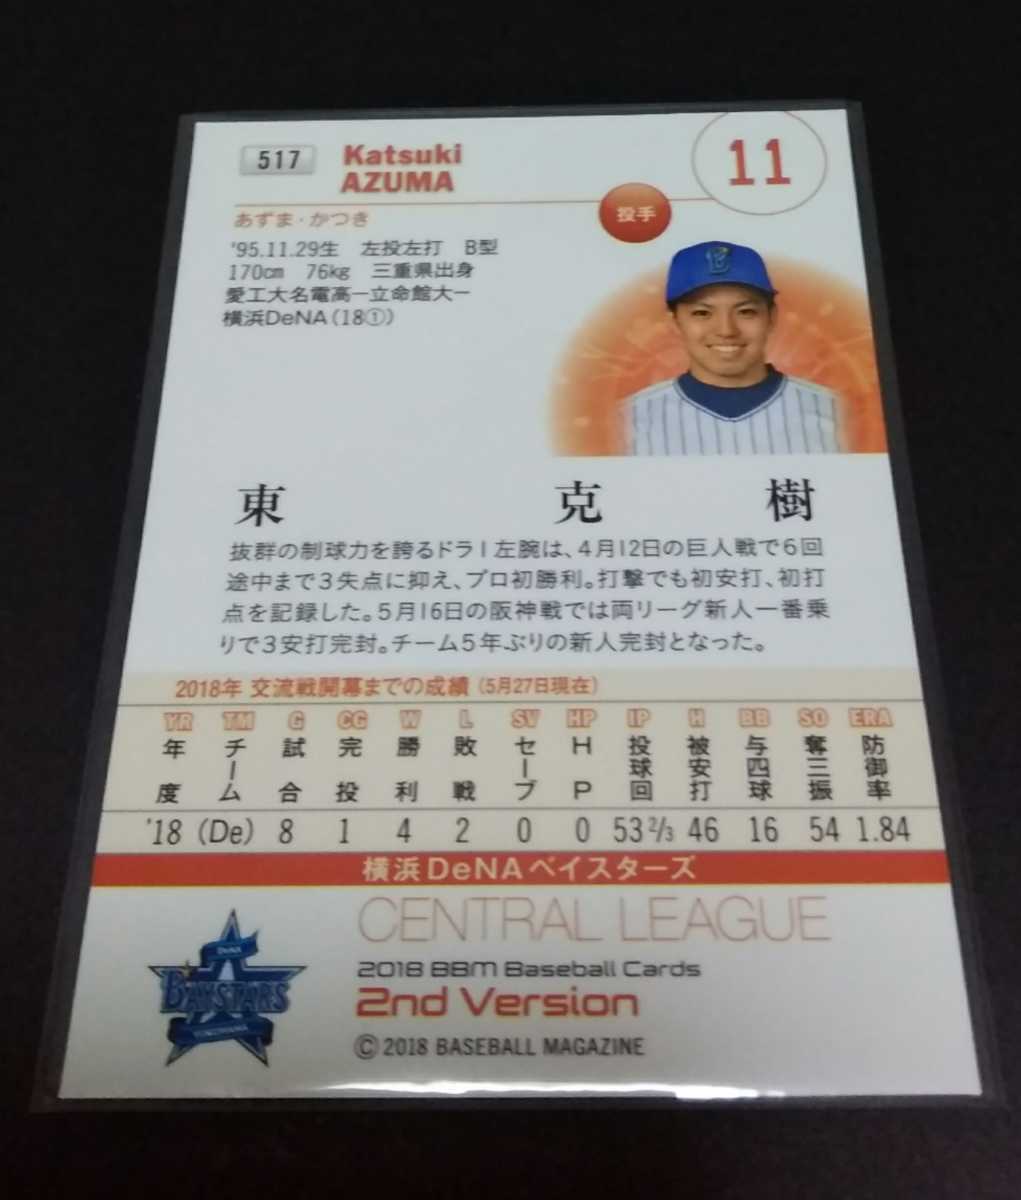 517
Katsuki
AZUMA
11
投手
あずま・かつき
'95.11.29生 左投左打 B型
170cm 76kg 三重県出身
愛工大名電高ー立命館大ー
横浜DeNA(18①)
東 克 樹
抜群の制球力を誇るドラ1左腕は、4月12日の巨人戦で6回
途中まで3失点に抑え、プロ初勝利。打撃でも初安打、初打
点を記録した。5月16日の阪神戦では両リーグ新人一番乗
りで3安打完封。チーム5年ぶりの新人完封となった。
2018年 交流戦開幕までの成績(5月27日現在)
YR TM G CG W L SV HP IP H BB SO ERA
年度 チーム 試合 完投 勝利 敗戦 セーブ HP 投球回 被安打 与四球 奪三振 防御率
'18 (De) 8 1 4 2 0 0 53 2/3 46 16 54 1.84
横浜DeNAベイスターズ
CENTRAL LEAGUE
2018 BBM Baseball Cards
2nd Version
© 2018 BASEBALL MAGAZINE
DeNA
BAYSTARS
YOKOHAMA